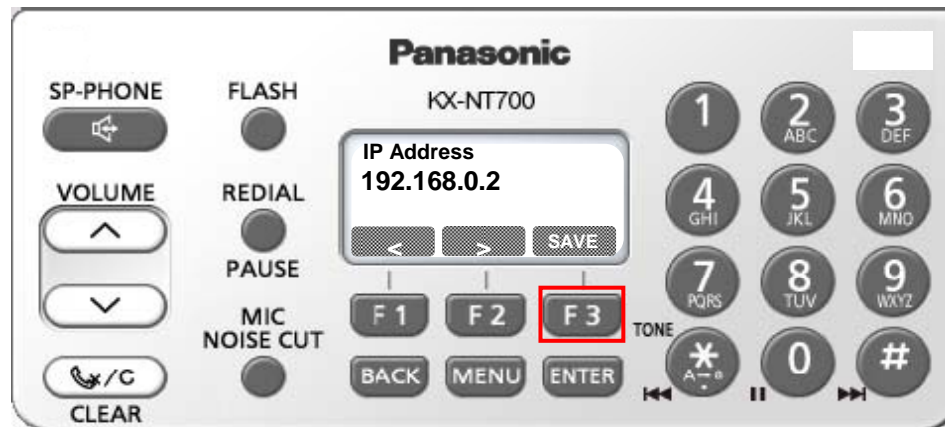 Panasonic
KX-NT700
SP-PHONE
FLASH
VOLUME
REDIAL
PAUSE
MIC
NOISE CUT
/C
CLEAR
IP Address
192.168.0.2
< > SAVE
F 1 F 2 F 3
BACK MENU ENTER
1 2 ABC 3 DEF
4 GHI 5 JKL 6 MNO
7 PQRS 8 TUV 9 WXYZ
TONE
* A→a 0 #